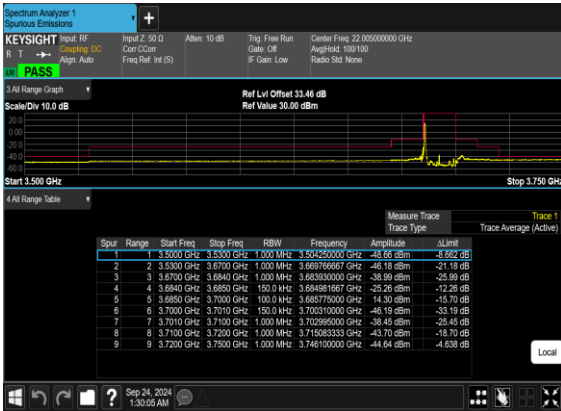 Spectrum Analyzer 1
Spurious Emissions
+
KEYSIGHT Input: RF Input Z: 50 Ω Atten: 10 dB Trig: Free Run Center Freq: 22.005000000 GHz
R T Coupling: DC Corr CCorr Gate: Off Avg|Hold: 100/100
Align: Auto Freq Ref: Int (S) IF Gain: Low Radio Std: None
LW PASS
3 All Range Graph
Ref Lvl Offset 33.46 dB
Scale/Div 10.0 dB Ref Value 30.00 dBm
20.0
0.00
-20.0
-40.0
-60.0
Start 3.500 GHz Stop 3.750 GHz
4 All Range Table
Measure Trace Trace 1
Trace Type Trace Average (Active)
Spur Range Start Freq Stop Freq RBW Frequency Amplitude ΔLimit
1 1 3.5000 GHz 3.5300 GHz 1.000 MHz 3.504250000 GHz -48.66 dBm -8.662 dB
2 2 3.5300 GHz 3.6700 GHz 1.000 MHz 3.669766667 GHz -46.18 dBm -21.18 dB
3 3 3.6700 GHz 3.6840 GHz 1.000 MHz 3.683930000 GHz -38.99 dBm -25.99 dB
4 4 3.6840 GHz 3.6850 GHz 150.0 kHz 3.684981667 GHz -25.26 dBm -12.26 dB
5 5 3.6850 GHz 3.7000 GHz 100.0 kHz 3.685775000 GHz 14.30 dBm -15.70 dB
6 6 3.7000 GHz 3.7010 GHz 150.0 kHz 3.700310000 GHz -46.19 dBm -33.19 dB
7 7 3.7010 GHz 3.7100 GHz 1.000 MHz 3.702995000 GHz -38.45 dBm -25.45 dB
8 8 3.7100 GHz 3.7200 GHz 1.000 MHz 3.715083333 GHz -43.70 dBm -18.70 dB
9 9 3.7200 GHz 3.7500 GHz 1.000 MHz 3.746100000 GHz -44.64 dBm -4.638 dB
Local
? Sep 24, 2024
1:30:05 AM